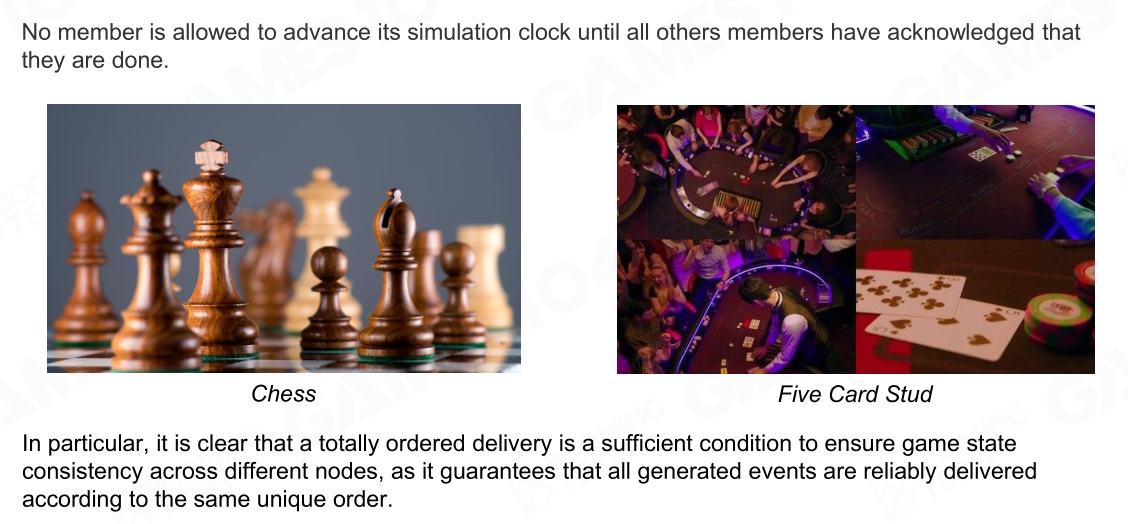 No member is allowed to advance its simulation clock until all others members have acknowledged that
they are done.
Chess
Five Card Stud
In particular, it is clear that a totally ordered delivery is a sufficient condition to ensure game state
consistency across different nodes, as it guarantees that all generated events are reliably delivered
according to the same unique order.